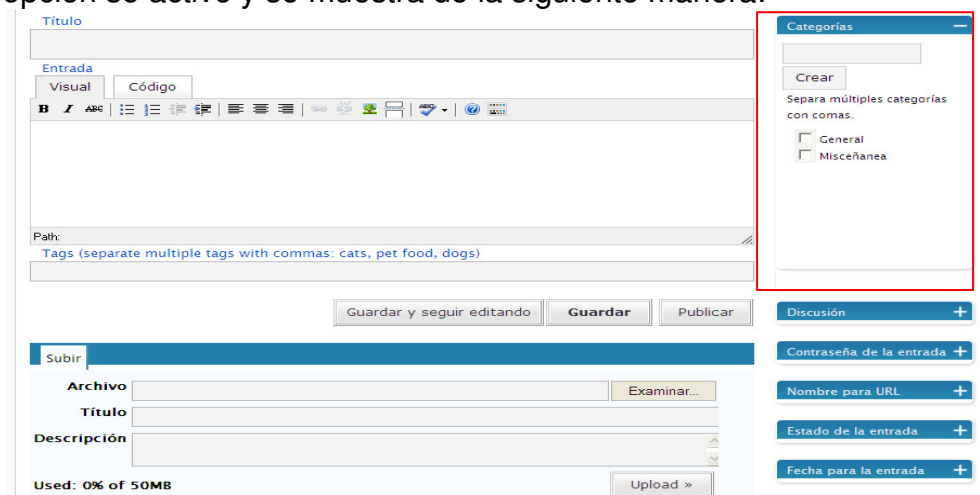 opción se activo y se muestra de la siguiente manera.
Título
Entrada
Visual Código
B I ABC
Path:
Tags (separate multiple tags with commas: cats, pet food, dogs)
Guardar y seguir editando Guardar Publicar
Subir
Archivo Examinar...
Título
Descripción
Used: 0% of 50MB Upload »
Categorías
Crear
Separa múltiples categorías
con comas.
General
Misceñanea
Discusión
Contraseña de la entrada
Nombre para URL
Estado de la entrada
Fecha para la entrada